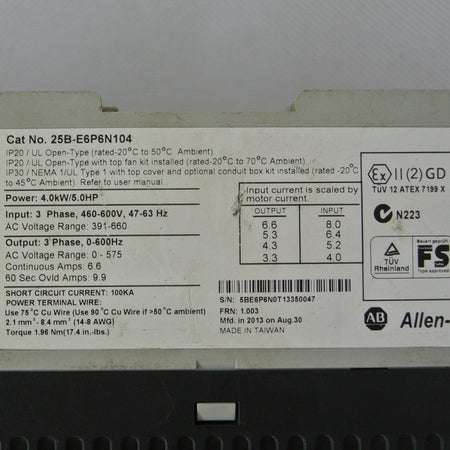 Cat No. 25B-E6P6N104
IP20 / UL Open-Type (rated-20°C to 50°C Ambient).
IP20 / UL Open-Type with top fan kit installed (rated -20°C to 70°C Ambient).
IP30 / NEMA 1/UL Type 1 with top cover and optional conduit box kit installed (rated -20°C
to 45°C Ambient). Refer to user manual.
Power: 4.0kW/5.0HP
Input: 3 Phase, 460-600V, 47-63 Hz
AC Voltage Range: 391-660
Output: 3 Phase, 0-600Hz
AC Voltage Range: 0 - 575
Continuous Amps: 6.6
60 Sec Ovld Amps: 9.9
SHORT CIRCUIT CURRENT: 100KA
POWER TERMINAL WIRE:
Use 75°C Cu Wire (Use 90°C Cu Wire if >50°C ambient)
2.1 mm² - 8.4 mm² (14-8 AWG)
Torque 1.96 Nm(17.4 in-lbs.)
Input current is scaled by
motor current.
OUTPUT INPUT
6.6 8.0
5.3 6.4
4.3 5.2
3.3 4.0
S/N: 5BE6P6N0T13350047
FRN: 1.003
Mfd. in 2013 on Aug.30
MADE IN TAIWAN
Ex II (2) GD
TUV 12 ATEX 7199 X
N223
TÜV
Rheinland
Bauart geprüft
FS
Type approved
AB Allen-